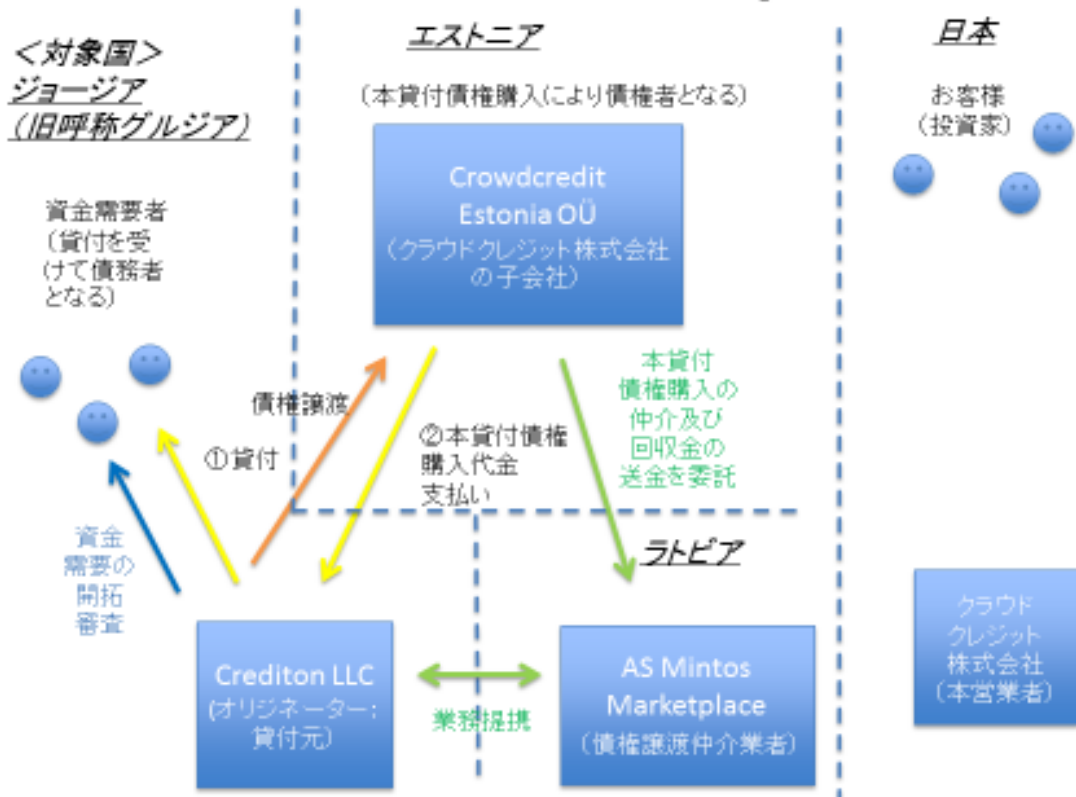 ＜対象国＞
ジョージア
（旧呼称グルジア）
資金需要者
（貸付を受
けて債務者
となる）
エストニア
（本貸付債権購入により債権者となる）
Crowdcredit
Estonia OÜ
（クラウドクレジット株式会社
の子会社）
日本
お客様
（投資家）
債権譲渡
①貸付
②本貸付債権
購入代金
支払い
本貸付
債権購入の
仲介及び
回収金の
送金を委託
資金
需要の
開拓
審査
ラトビア
Crediton LLC
（オリジネーター：
貸付元）
業務提携
AS Mintos
Marketplace
（債権譲渡仲介業者）
クラウド
クレジット
株式会社
（本営業者）